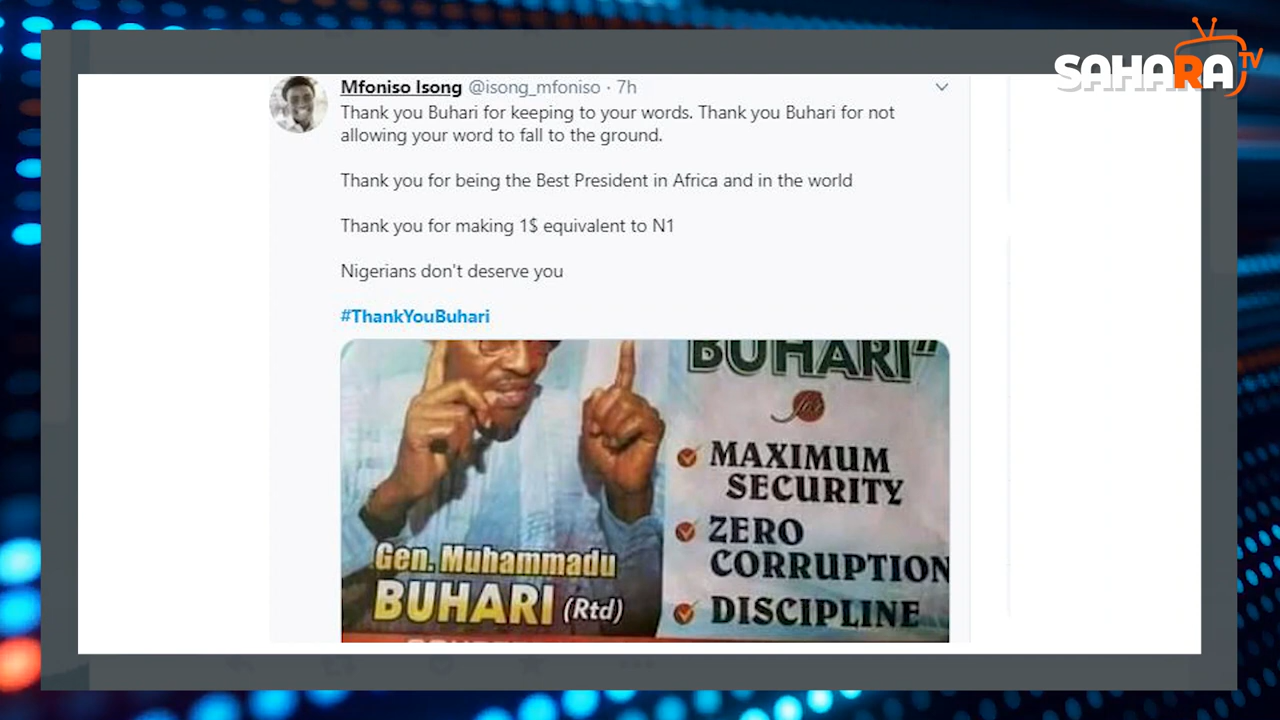 SAHARA TV
Mfoniso Isong @isong_mfoniso · 7h
Thank you Buhari for keeping to your words. Thank you Buhari for not
allowing your word to fall to the ground.
Thank you for being the Best President in Africa and in the world
Thank you for making 1$ equivalent to N1
Nigerians don't deserve you
#ThankYouBuhari
BUHARI"
for
MAXIMUM
SECURITY
ZERO
CORRUPTION
DISCIPLINE
Gen. Muhammadu
BUHARI (Rtd)